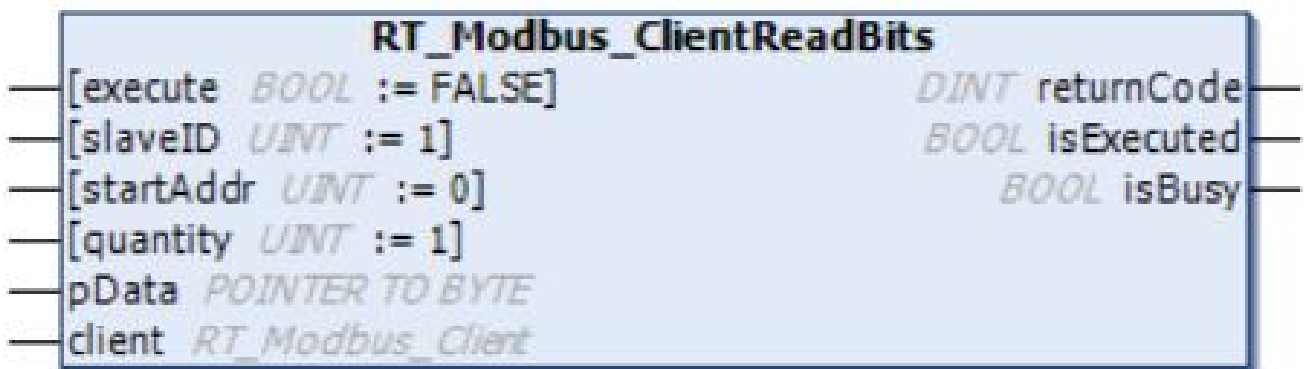 RT_Modbus_ClientReadBits
[execute BOOL := FALSE] DINT returnCode
[slaveID UINT := 1] BOOL isExecuted
[startAddr UINT := 0] BOOL isBusy
[quantity UINT := 1]
pData POINTER TO BYTE
client RT_Modbus_Client